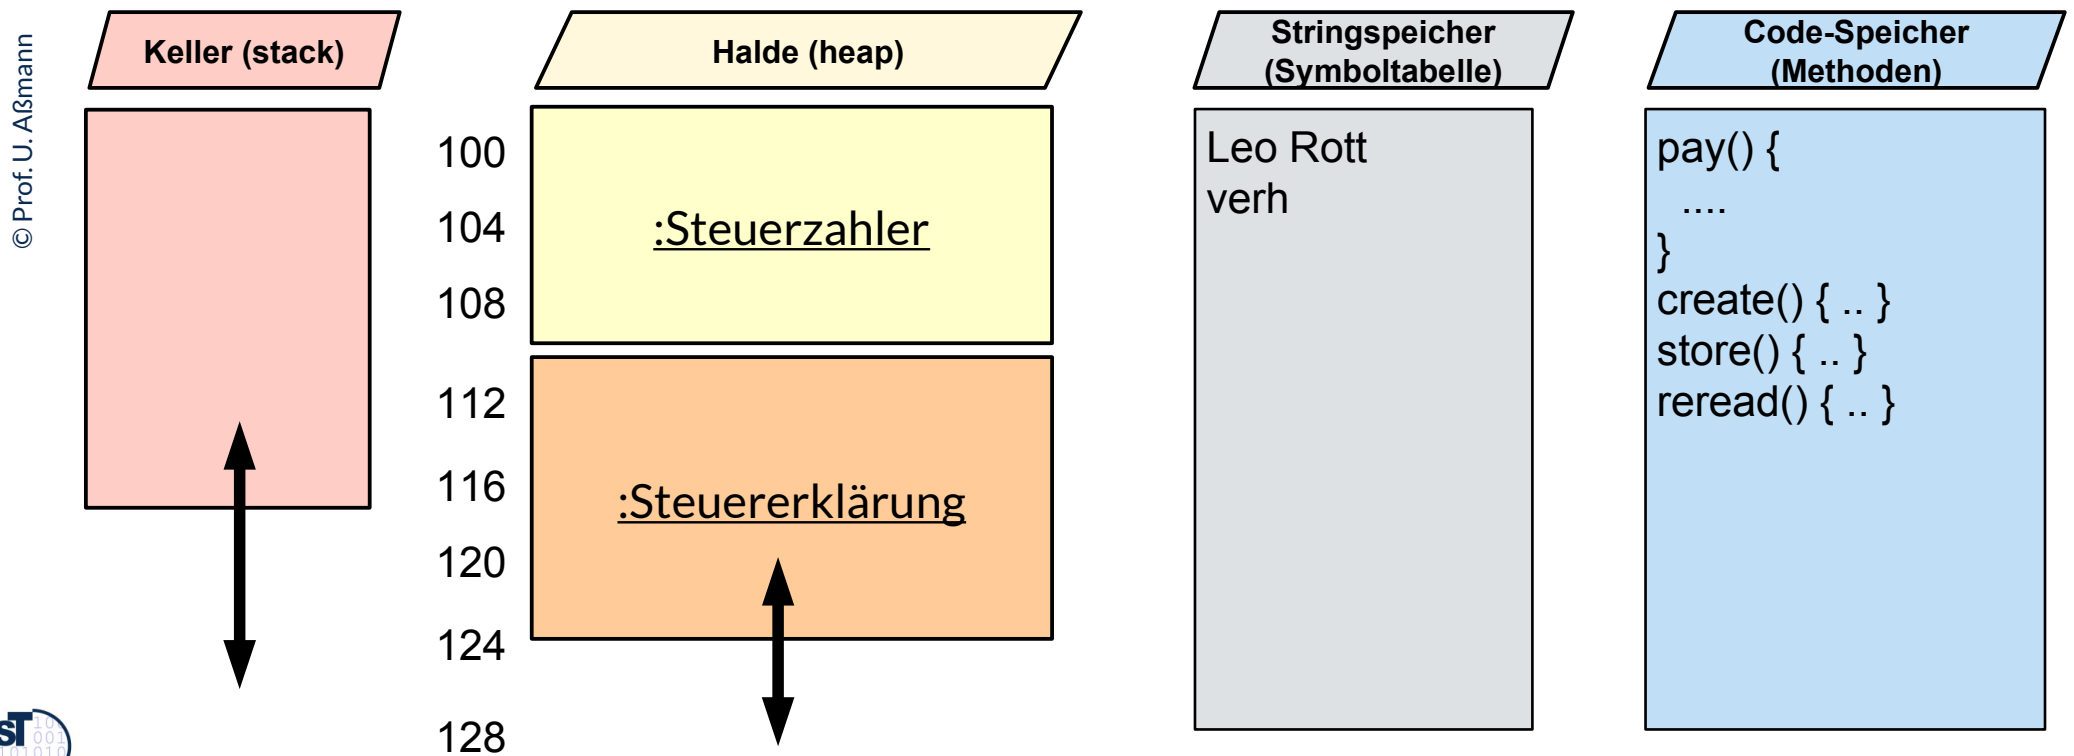 © Prof. U. Aßmann
Keller (stack)
Halde (heap)
Stringspeicher
(Symboltabelle)
Code-Speicher
(Methoden)
100
104
108
112
116
120
124
128
:Steuerzahler
:Steuererklärung
Leo Rott
verh
pay() {
....
}
create() { .. }
store() { .. }
reread() { .. }
sT